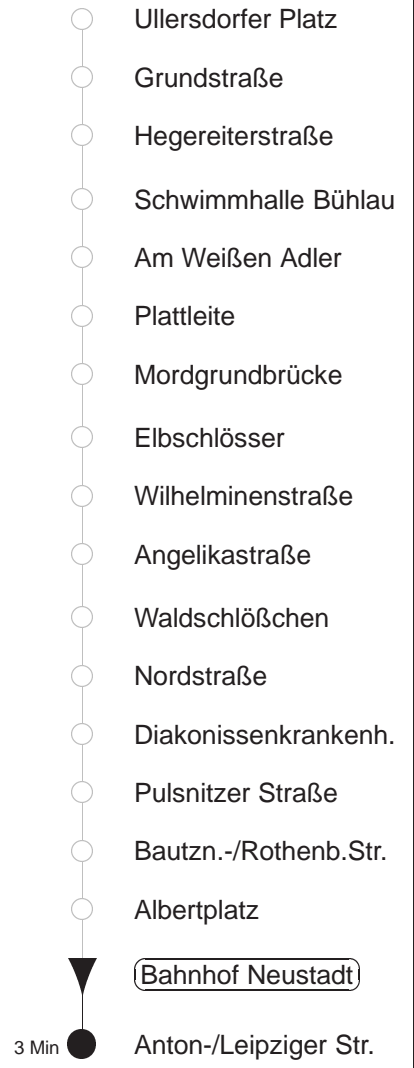 Ullersdorfer Platz
Grundstraße
Hegereiterstraße
Schwimmhalle Bühlau
Am Weißen Adler
Plattleite
Mordgrundbrücke
Elbschlösser
Wilhelminenstraße
Angelikastraße
Waldschlößchen
Nordstraße
Diakonissenkrankenh.
Pulsnitzer Straße
Bautzn.-/Rothenb.Str.
Albertplatz
Bahnhof Neustadt
3 Min Anton-/Leipziger Str.